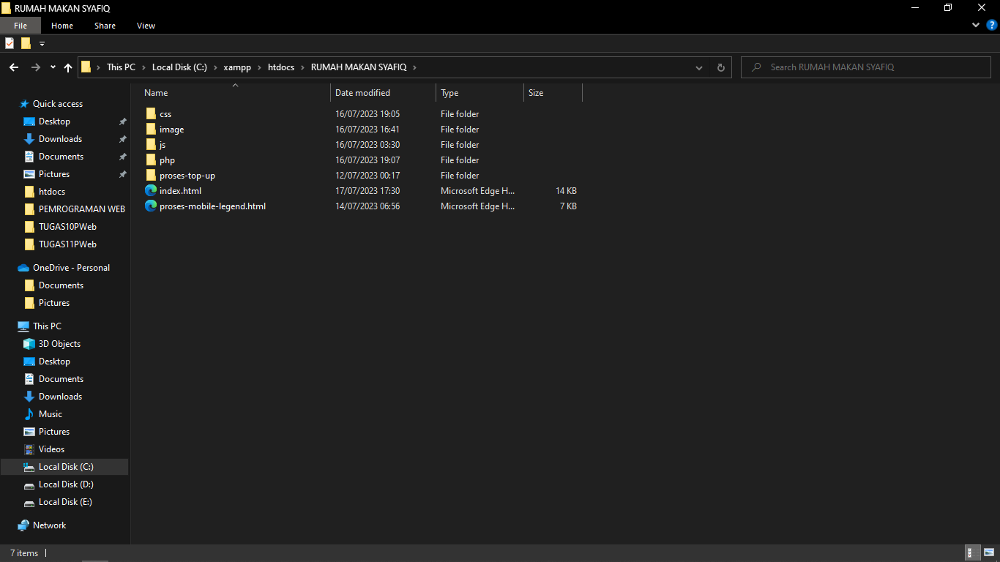 RUMAH MAKAN SYAFIQ
File Home Share View
This PC Local Disk (C:) xampp htdocs RUMAH MAKAN SYAFIQ
Search RUMAH MAKAN SYAFIQ
Quick access
Desktop
Downloads
Documents
Pictures
htdocs
PEMROGRAMAN WEB
TUGAS10PWeb
TUGAS11PWeb
OneDrive - Personal
Documents
Pictures
This PC
3D Objects
Desktop
Documents
Downloads
Music
Pictures
Videos
Local Disk (C:)
Local Disk (D:)
Local Disk (E:)
Network
Name Date modified Type Size
css 16/07/2023 19:05 File folder
image 16/07/2023 16:41 File folder
js 16/07/2023 03:30 File folder
php 16/07/2023 19:07 File folder
proses-top-up 12/07/2023 00:17 File folder
index.html 17/07/2023 17:30 Microsoft Edge H... 14 KB
proses-mobile-legend.html 14/07/2023 06:56 Microsoft Edge H... 7 KB
7 items